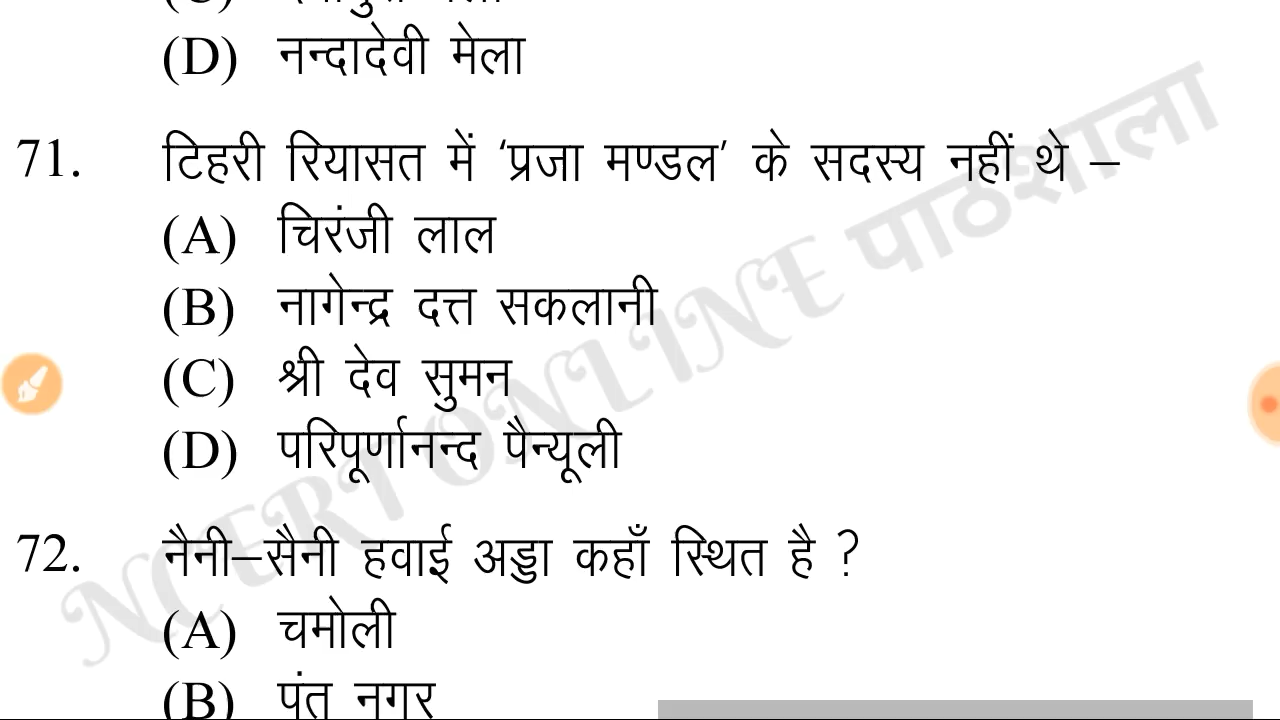 (D) नन्दादेवी मेला
71. टिहरी रियासत में ‘प्रजा मण्डल’ के सदस्य नहीं थे –
(A) चिरंजी लाल
(B) नागेन्द्र दत्त सकलानी
(C) श्री देव सुमन
(D) परिपूर्णानन्द पैन्यूली
72. नैनी–सैनी हवाई अड्डा कहाँ स्थित है ?
(A) चमोली
(B) पंत नगर
NCERT ONLINE पाठशाला